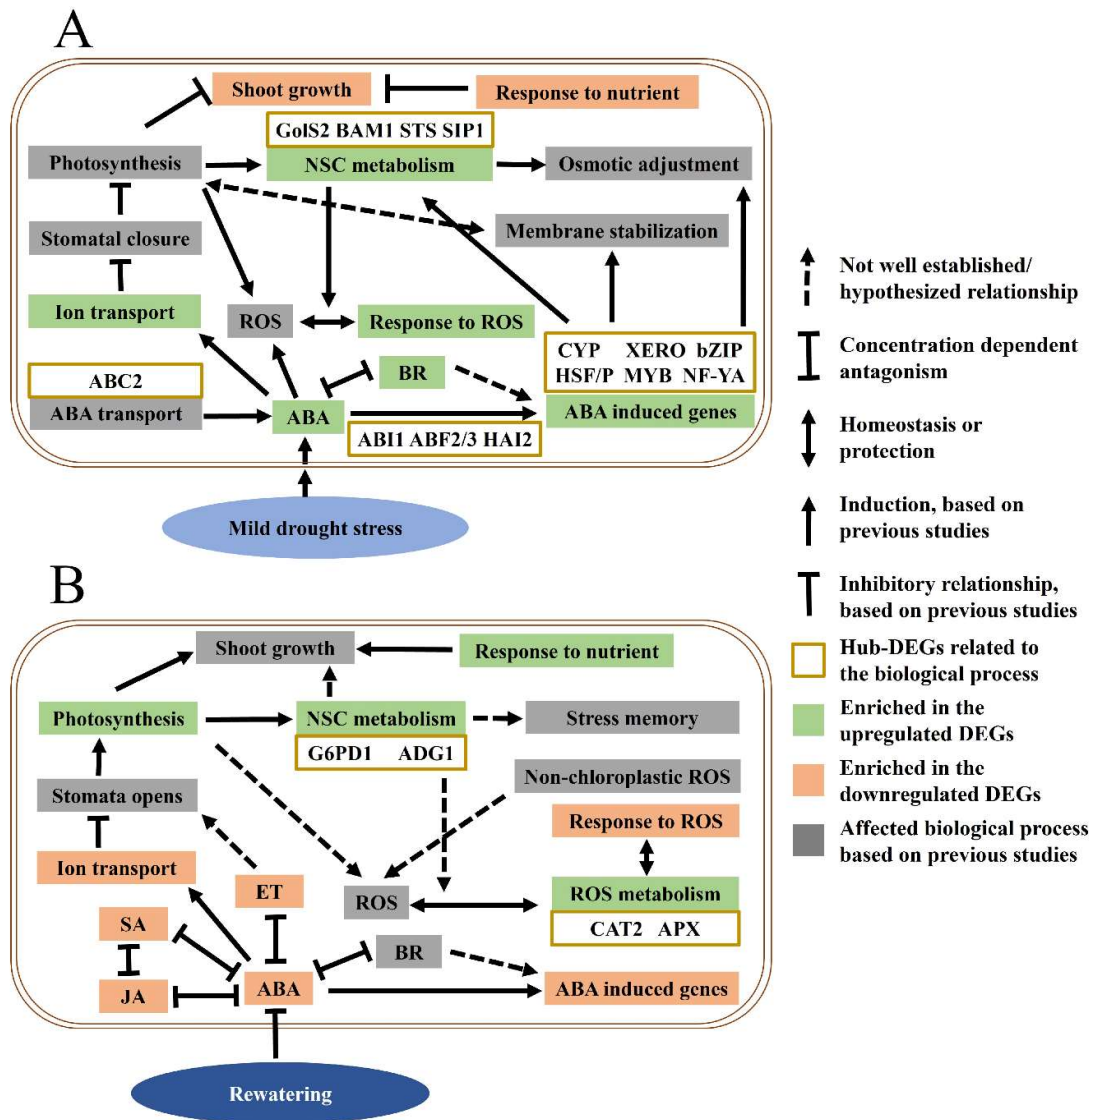 A
Shoot growth
Response to nutrient
GolS2 BAM1 STS SIP1
Photosynthesis
NSC metabolism
Osmotic adjustment
Stomatal closure
Membrane stabilization
Ion transport
ROS
Response to ROS
CYP XERO bZIP
HSF/P MYB NF-YA
ABC2
BR
ABA transport
ABA
ABA induced genes
ABI1 ABF2/3 HAI2
Mild drought stress
B
Shoot growth
Response to nutrient
Photosynthesis
NSC metabolism
Stress memory
G6PD1 ADG1
Stomata opens
Non-chloroplastic ROS
Response to ROS
Ion transport
ET
ROS
ROS metabolism
CAT2 APX
SA
BR
JA
ABA
ABA induced genes
Rewatering
Not well established/
hypothesized relationship
Concentration dependent
antagonism
Homeostasis or
protection
Induction, based on
previous studies
Inhibitory relationship,
based on previous studies
Hub-DEGs related to
the biological process
Enriched in the
upregulated DEGs
Enriched in the
downregulated DEGs
Affected biological process
based on previous studies